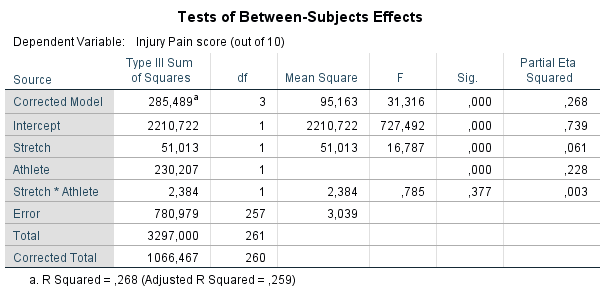 Tests of Between-Subjects Effects
Dependent Variable: Injury Pain score (out of 10)
Source Type III Sum of Squares df Mean Square F Sig. Partial Eta Squared
Corrected Model 285,489a 3 95,163 31,316 ,000 ,268
Intercept 2210,722 1 2210,722 727,492 ,000 ,739
Stretch 51,013 1 51,013 16,787 ,000 ,061
Athlete 230,207 1 ,000 ,228
Stretch * Athlete 2,384 1 2,384 ,785 ,377 ,003
Error 780,979 257 3,039
Total 3297,000 261
Corrected Total 1066,467 260
a. R Squared = ,268 (Adjusted R Squared = ,259)